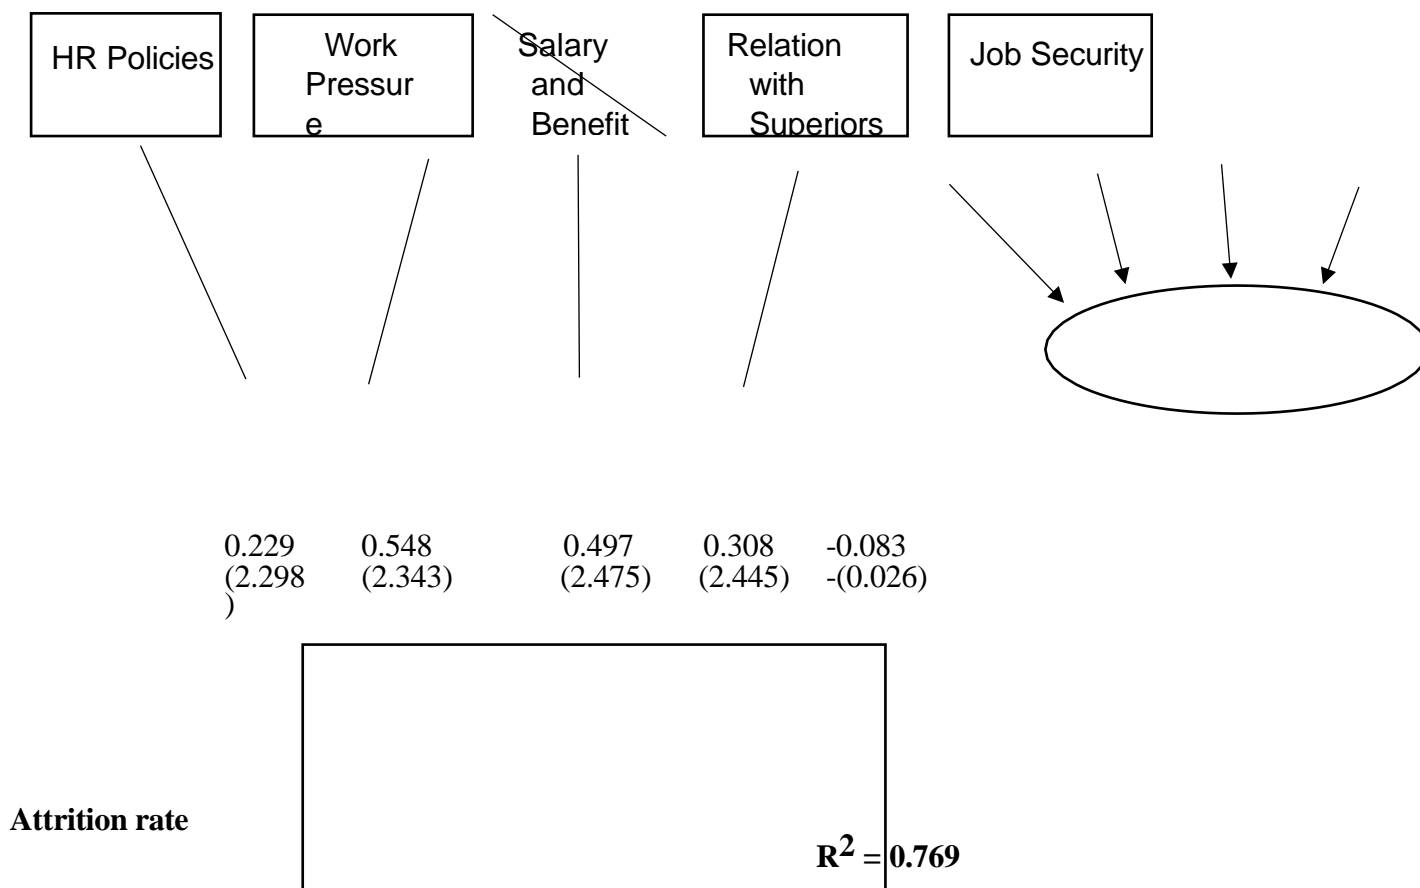 HR Policies
Work
Pressur
e
Salary
and
Benefit
Relation
with
Superiors
Job Security
0.229 0.548 0.497 0.308 -0.083
(2.298 (2.343) (2.475) (2.445) -(0.026)
)
Attrition rate
R² = 0.769